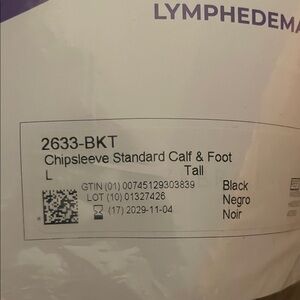 LYMPHEDEMA
2633-BKT
Chipsleeve Standard Calf & Foot
L Tall
GTIN (01) 00745129303839 Black
LOT (10) 01327426 Negro
(17) 2029-11-04 Noir